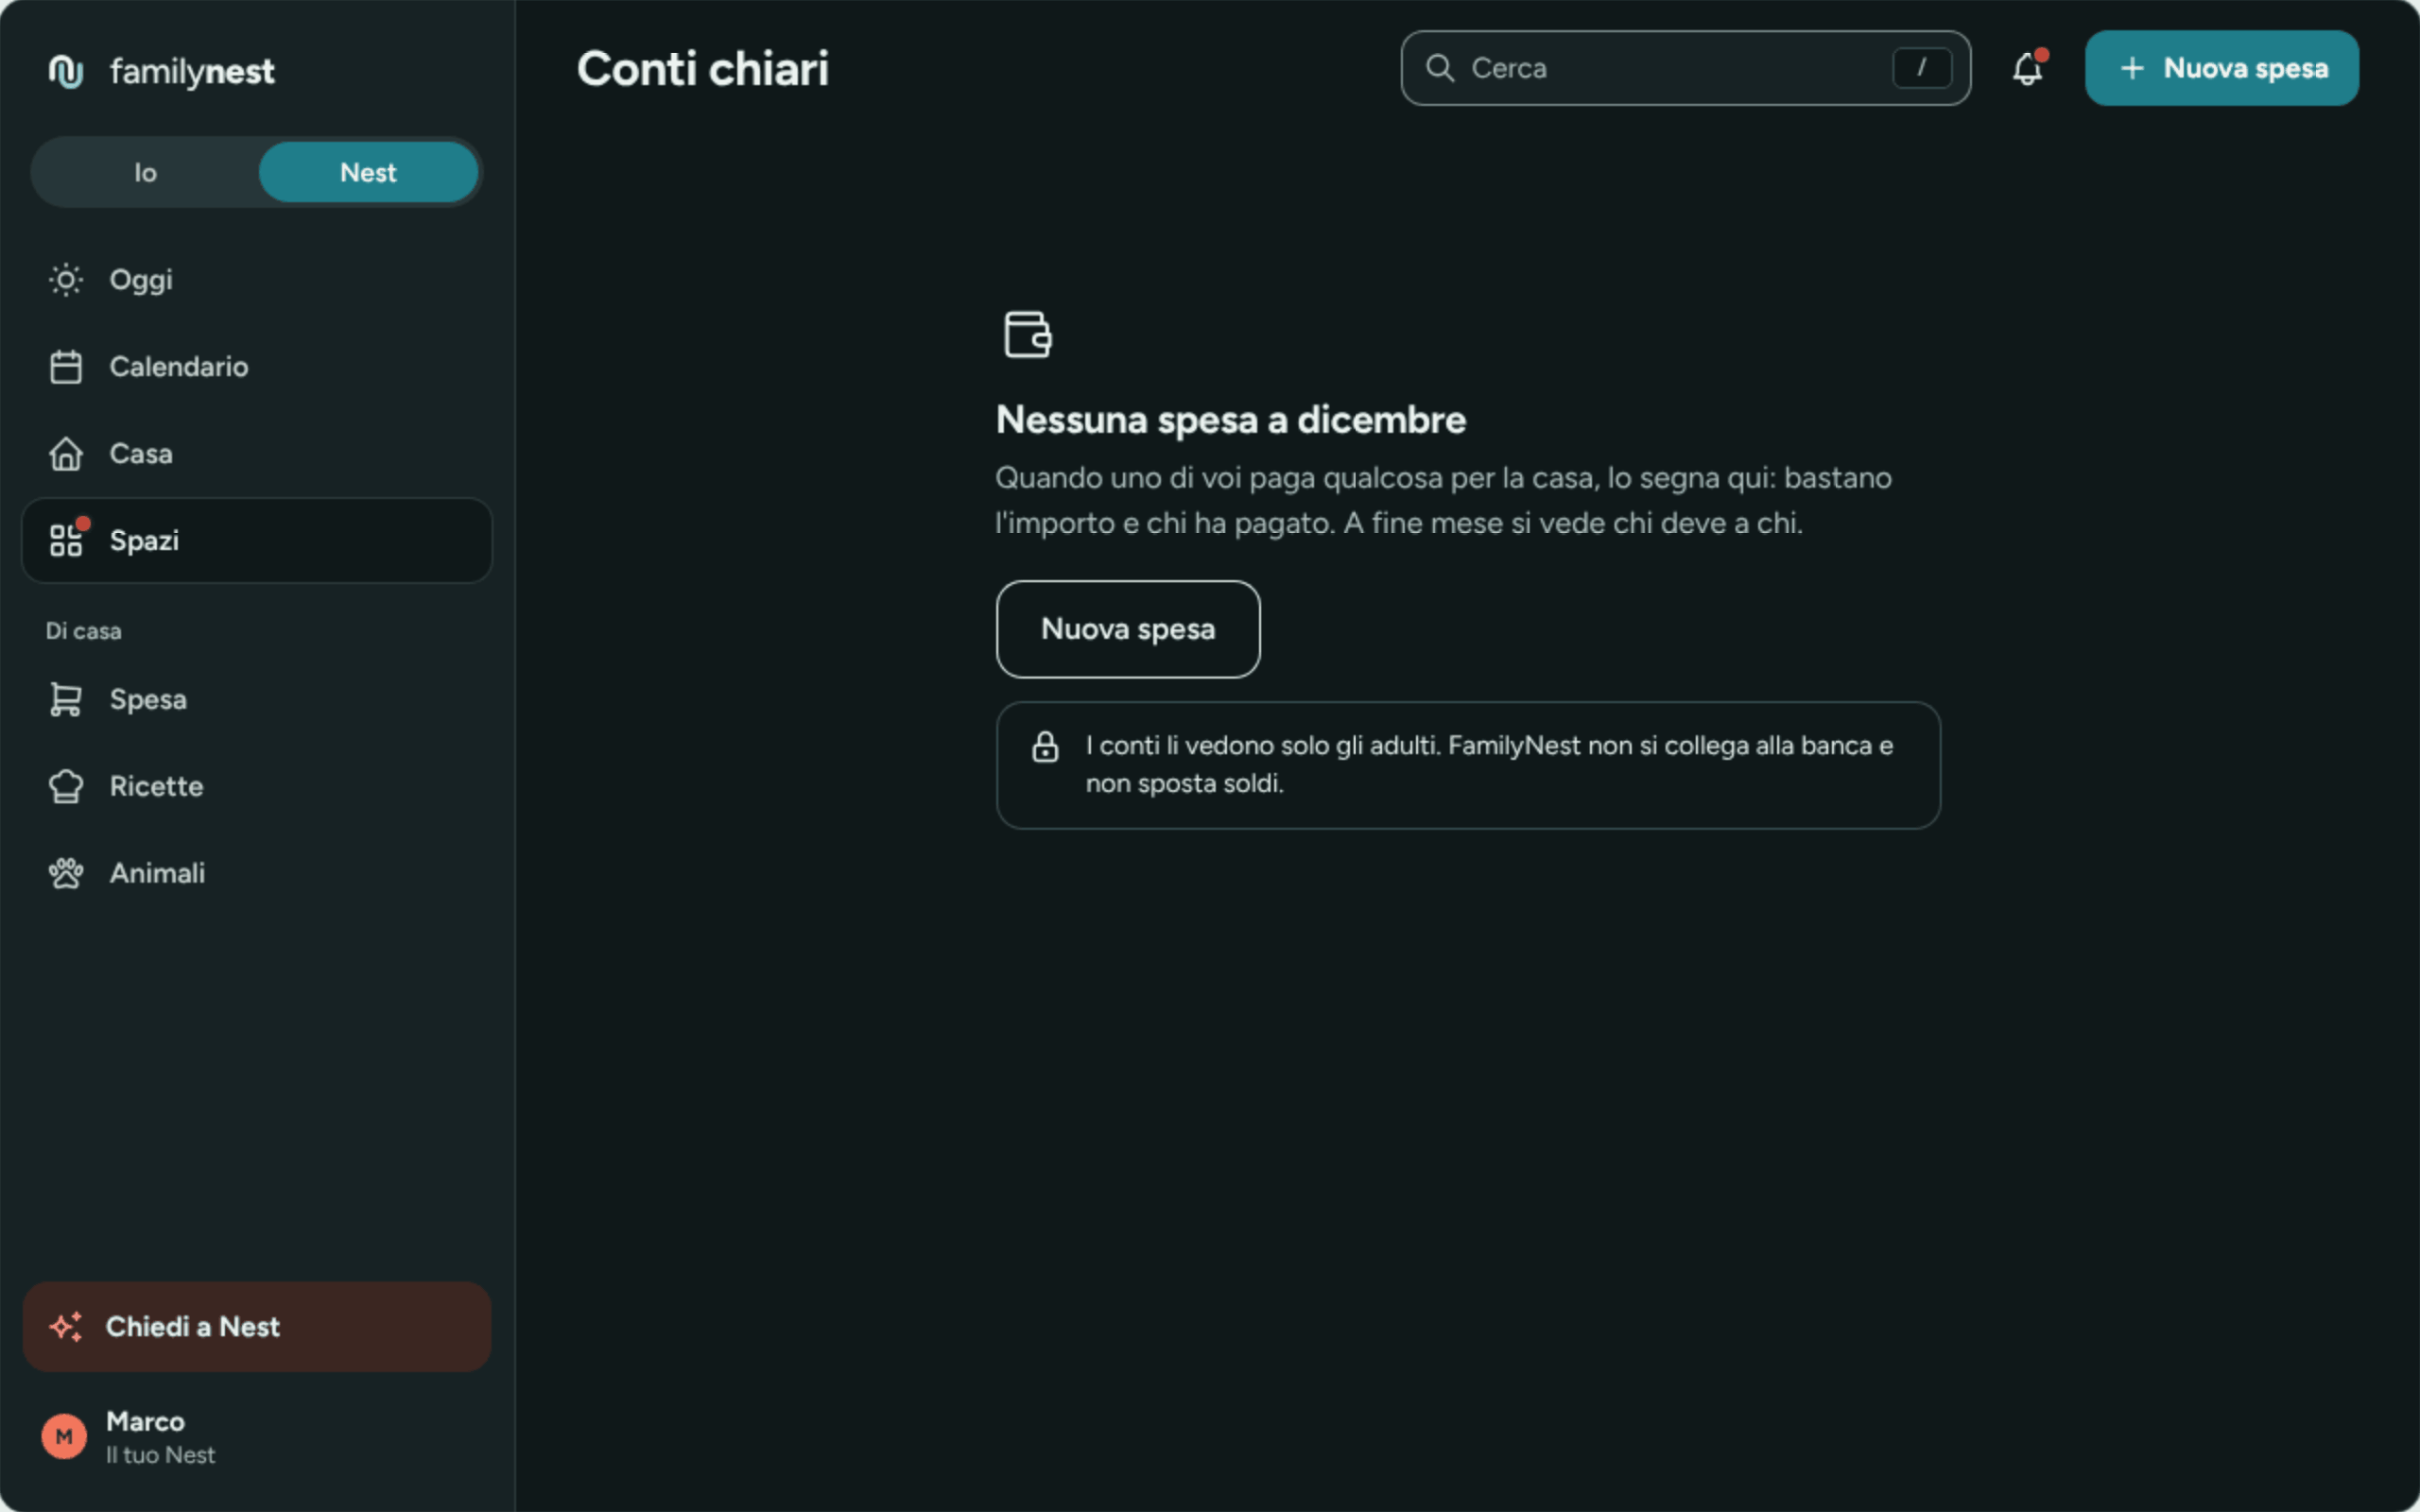 familynest
Io
Nest
Oggi
Calendario
Casa
Spazi
Di casa
Spesa
Ricette
Animali
Chiedi a Nest
M
Marco
Il tuo Nest
Conti chiari
Cerca
/
+ Nuova spesa
Nessuna spesa a dicembre
Quando uno di voi paga qualcosa per la casa, lo segna qui: bastano
l'importo e chi ha pagato. A fine mese si vede chi deve a chi.
Nuova spesa
I conti li vedono solo gli adulti. FamilyNest non si collega alla banca e
non sposta soldi.